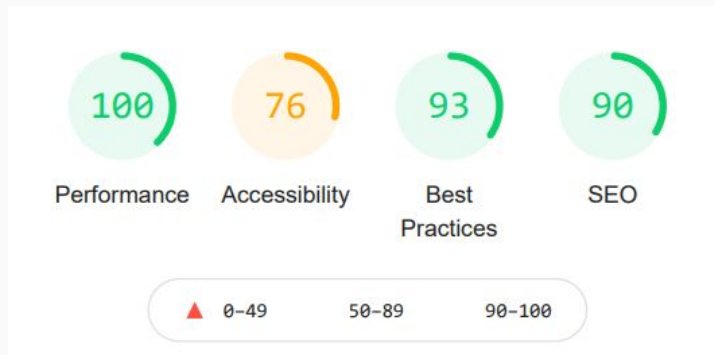 100 76 93 90
Performance Accessibility Best Practices SEO
0–49 50–89 90–100